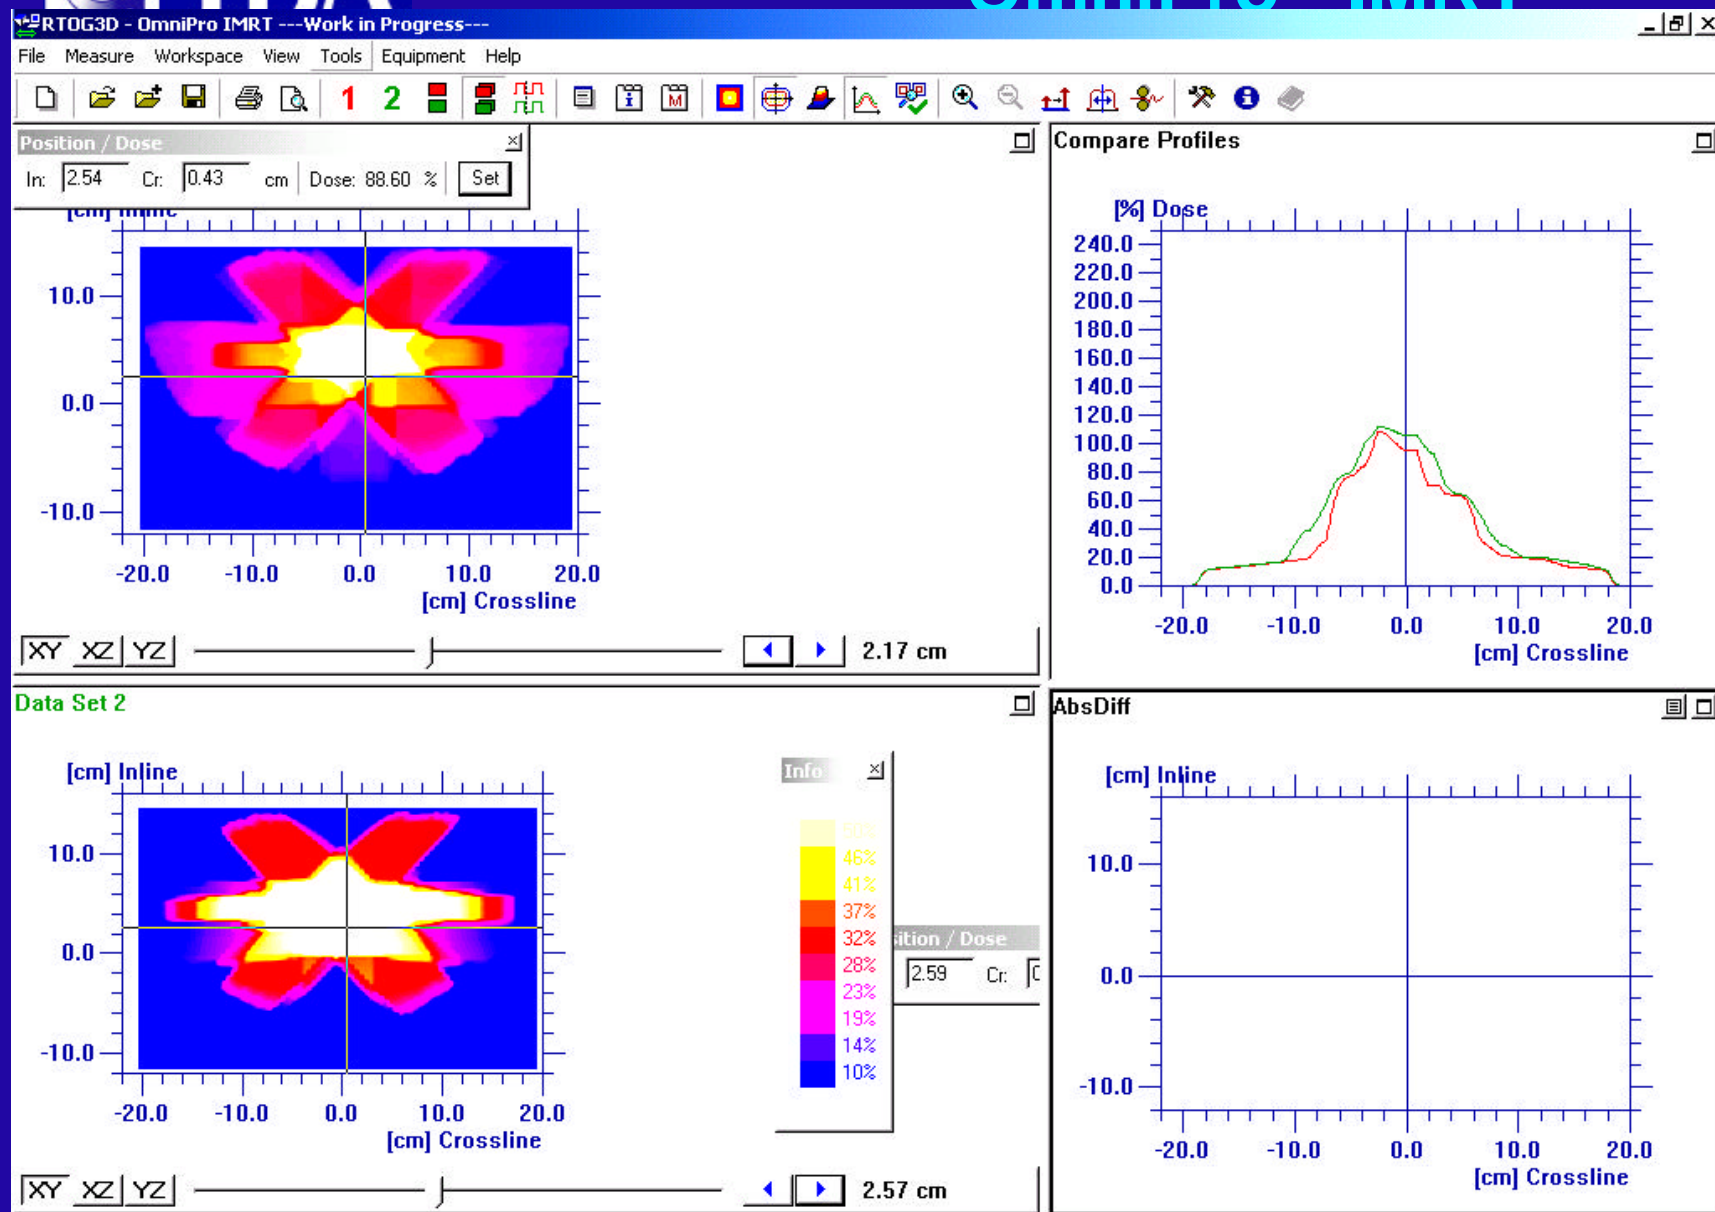 OmniPro - IMRT
RTOG3D - OmniPro IMRT ---Work in Progress---
File Measure Workspace View Tools Equipment Help
1 2 i M
Position / Dose
In: 2.54 Cr: 0.43 cm Dose: 88.60 % Set
[cm] Inline
10.0
0.0
-10.0
-20.0 -10.0 0.0 10.0 20.0
[cm] Crossline
XY XZ YZ 2.17 cm
Compare Profiles
[%] Dose
240.0
220.0
200.0
180.0
160.0
140.0
120.0
100.0
80.0
60.0
40.0
20.0
0.0
-20.0 -10.0 0.0 10.0 20.0
[cm] Crossline
Data Set 2
[cm] Inline
10.0
0.0
-10.0
-20.0 -10.0 0.0 10.0 20.0
[cm] Crossline
Info
50%
46%
41%
37%
32%
28%
23%
19%
14%
10%
ition / Dose
2.59 Cr:
XY XZ YZ 2.57 cm
AbsDiff
[cm] Inline
10.0
0.0
-10.0
-20.0 -10.0 0.0 10.0 20.0
[cm] Crossline